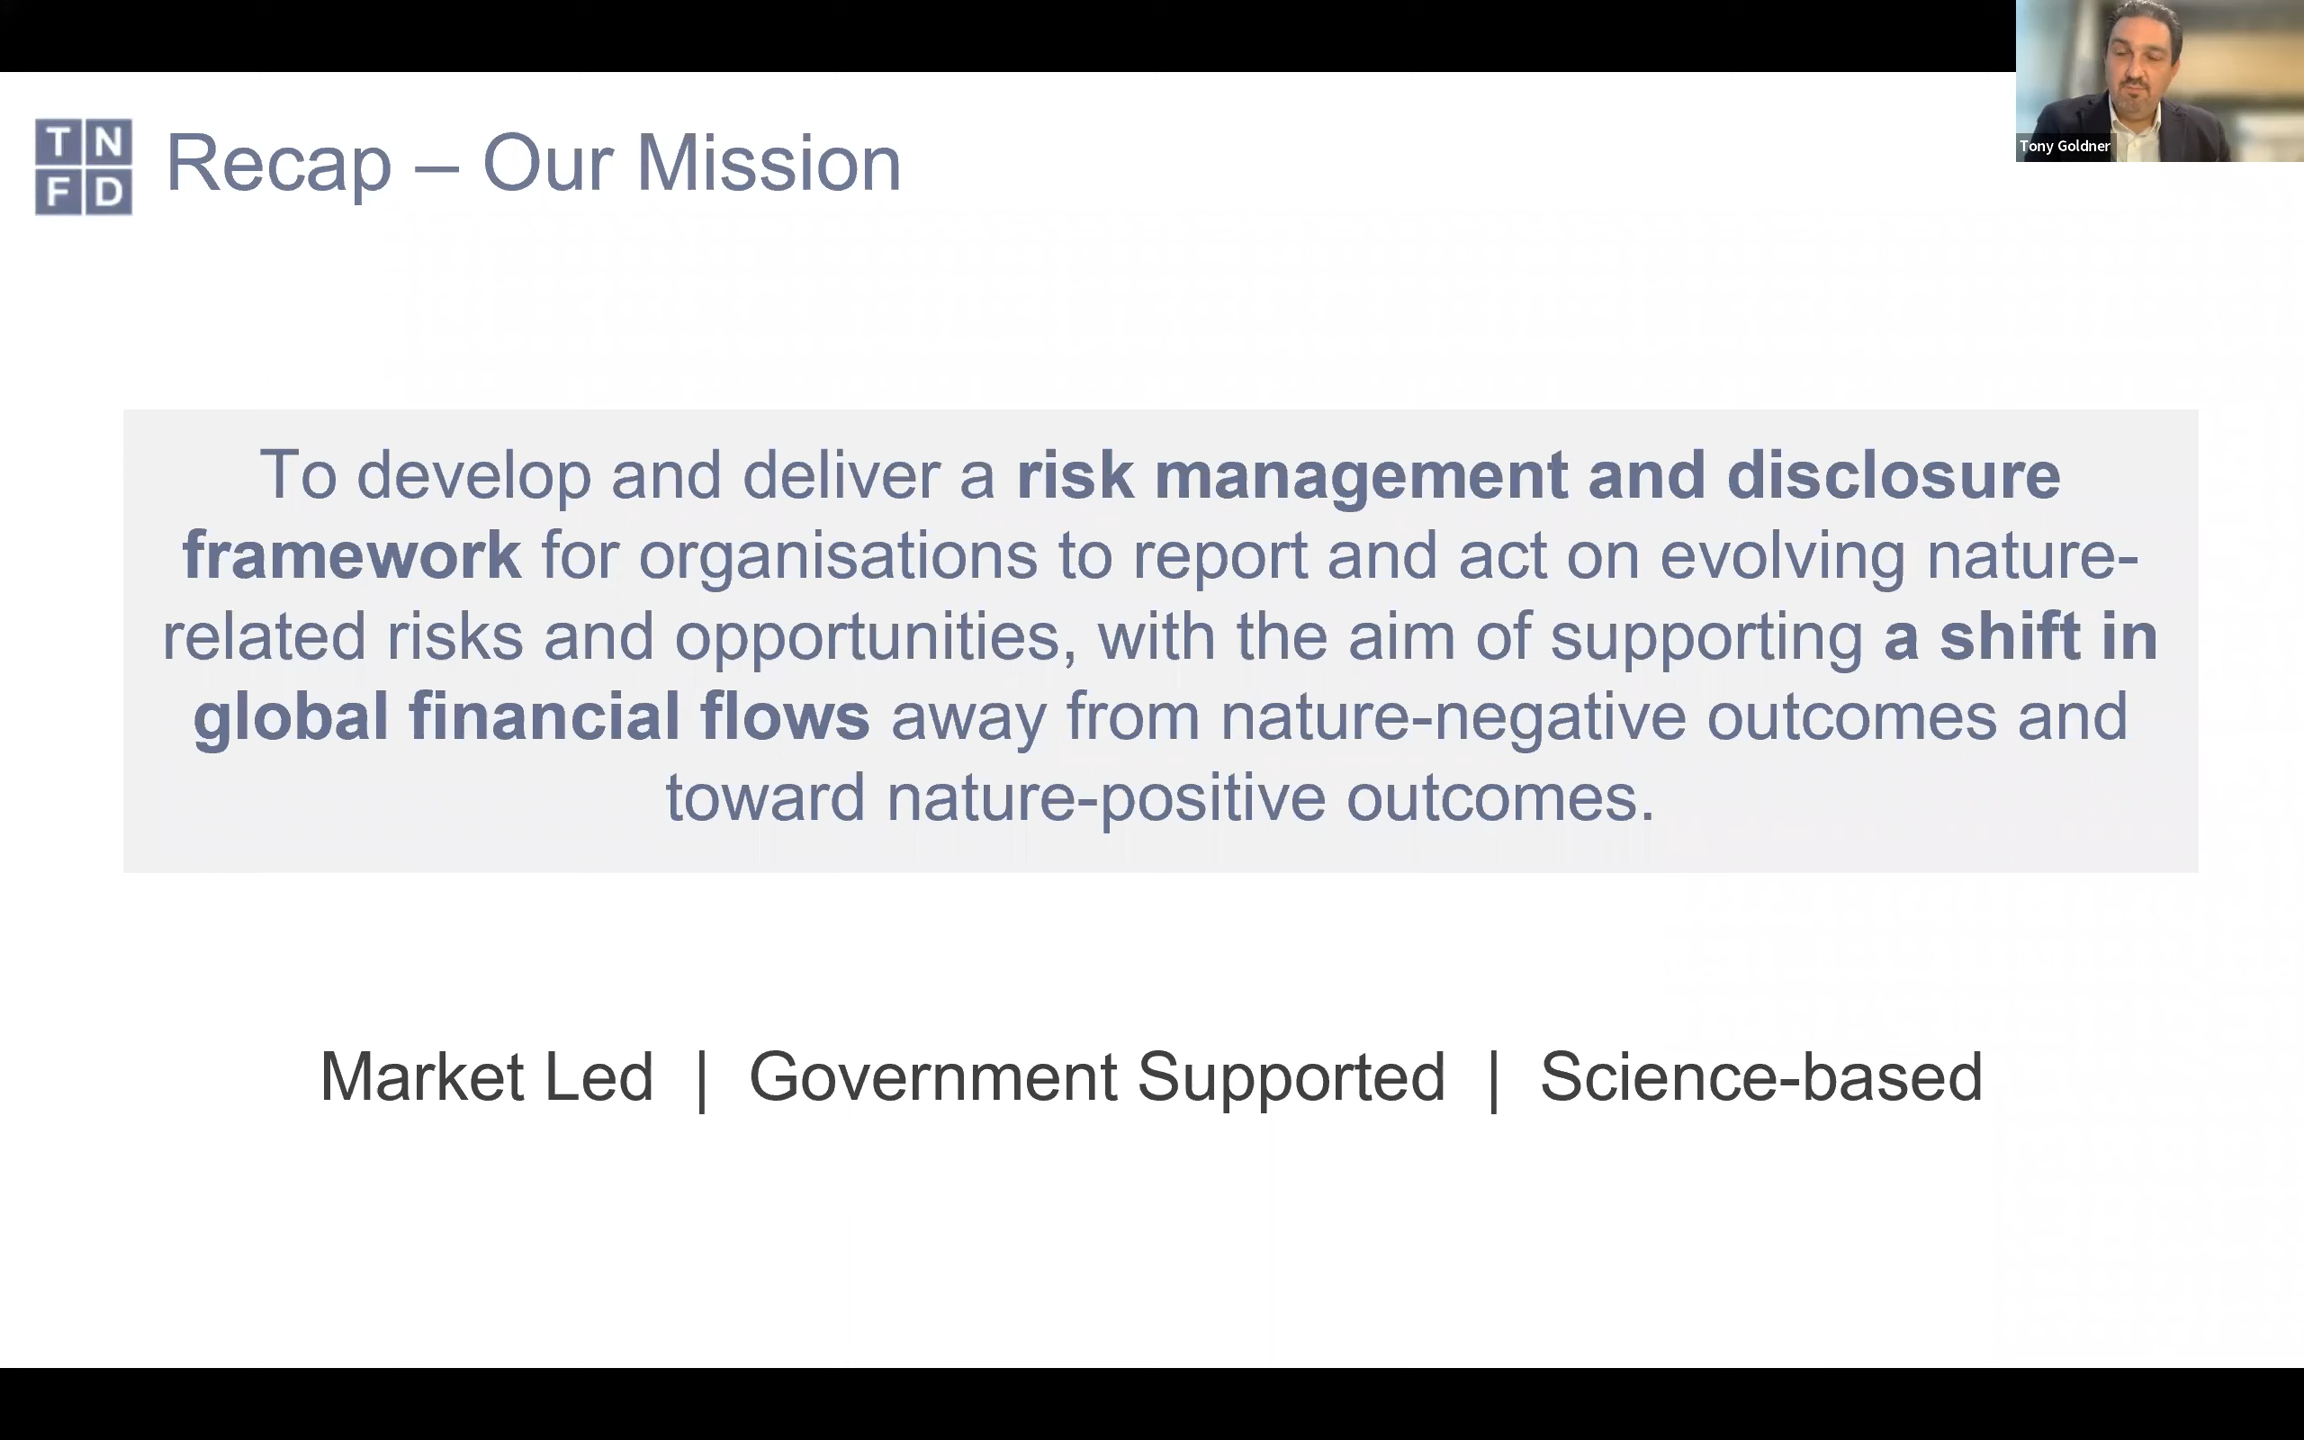 T N
F D
Recap – Our Mission
Tony Goldner
To develop and deliver a risk management and disclosure
framework for organisations to report and act on evolving nature-
related risks and opportunities, with the aim of supporting a shift in
global financial flows away from nature-negative outcomes and
toward nature-positive outcomes.
Market Led | Government Supported | Science-based